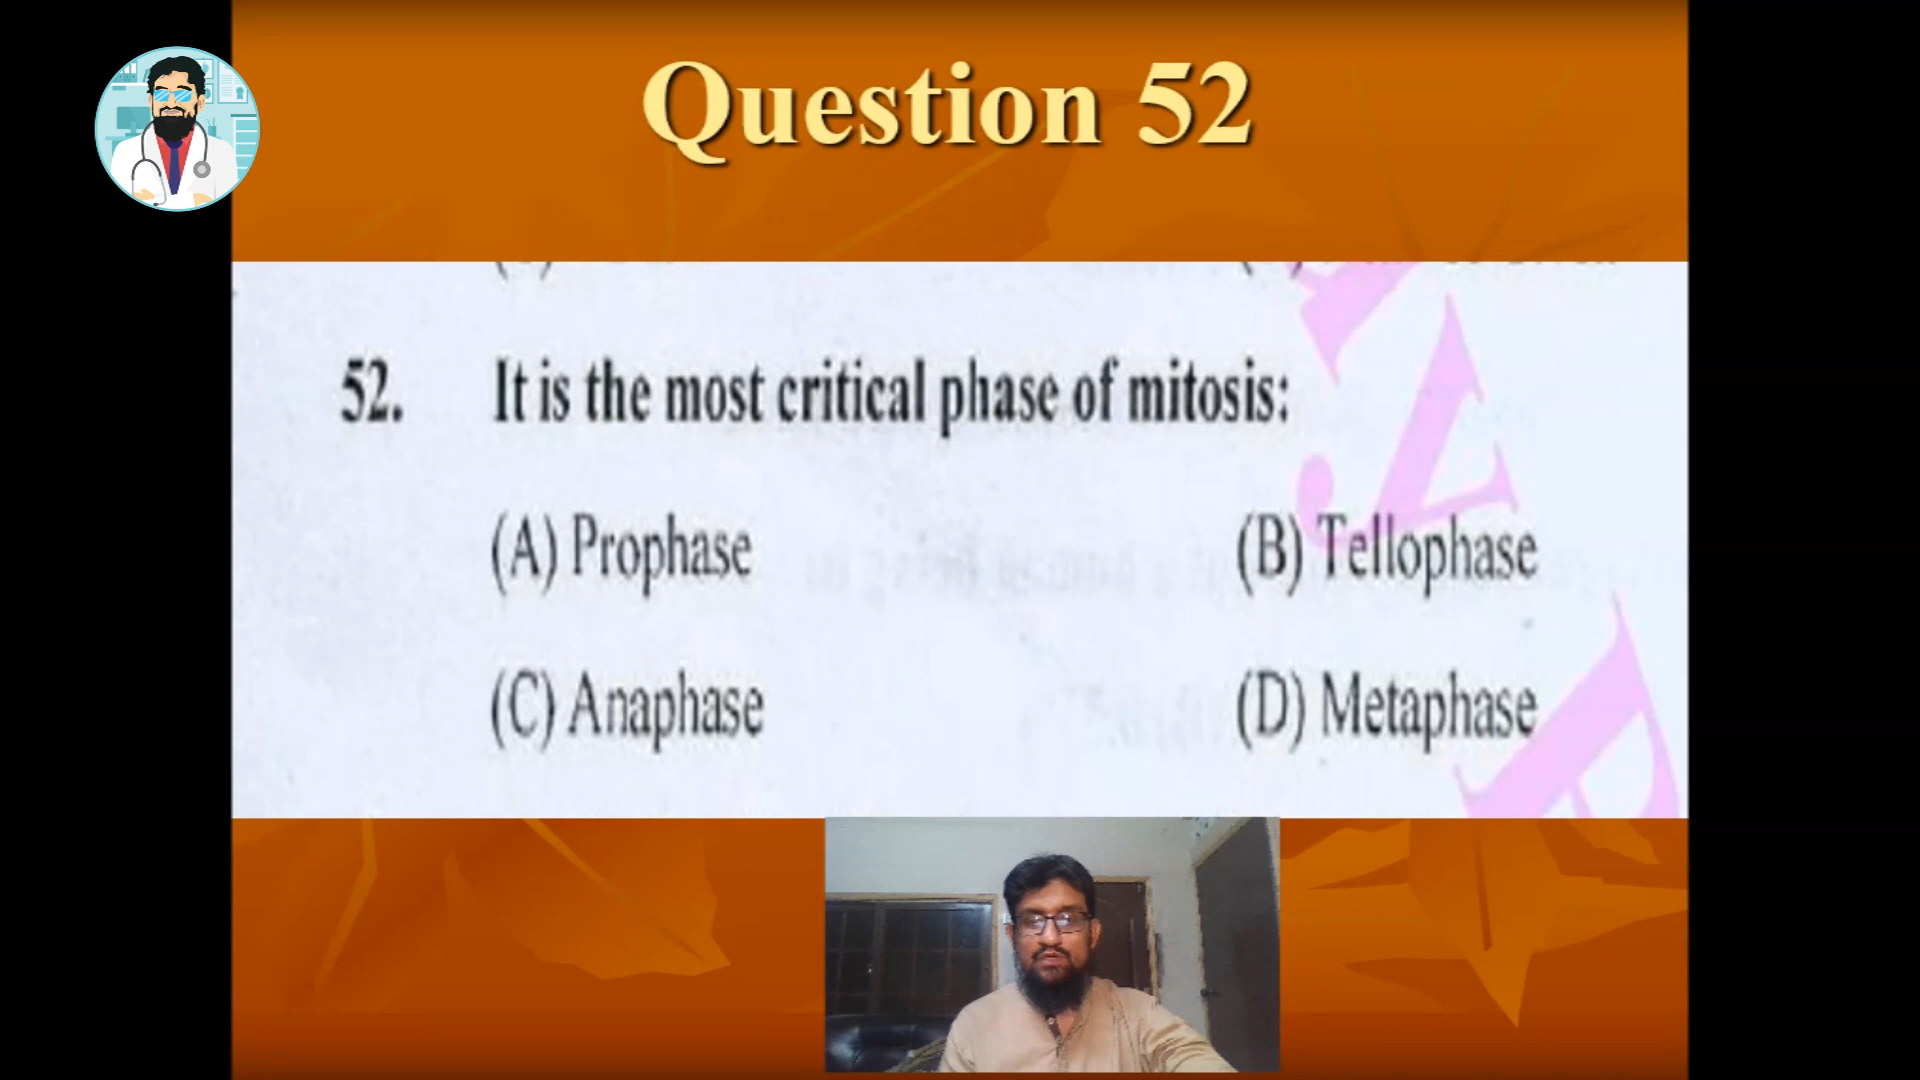 Question 52
52. It is the most critical phase of mitosis:
(A) Prophase (B) Tellophase
(C) Anaphase (D) Metaphase